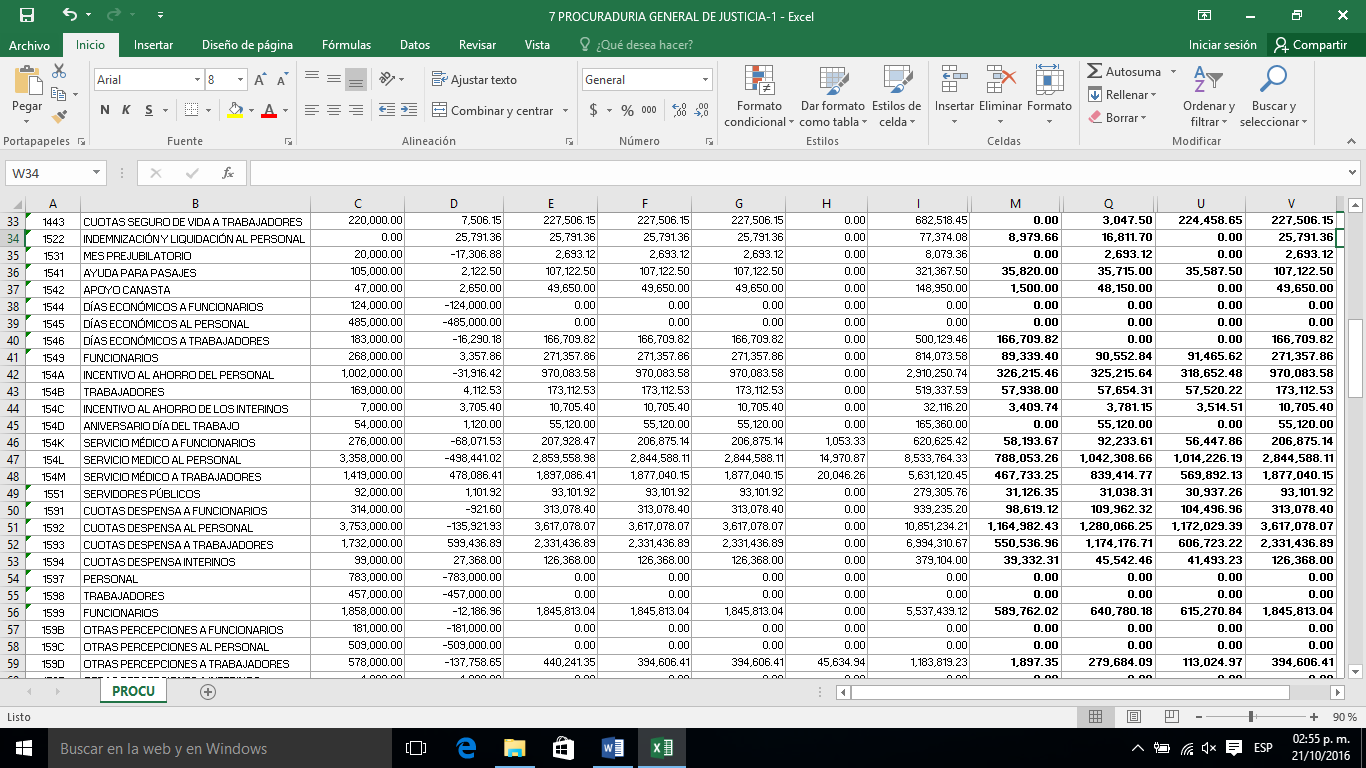 7 PROCURADURIA GENERAL DE JUSTICIA-1 - Excel
Archivo Inicio Insertar Diseño de página Fórmulas Datos Revisar Vista ¿Qué desea hacer? Iniciar sesión Compartir
Pegar Arial 8 Ajustar texto General Formato condicional Dar formato como tabla Estilos de celda Insertar Eliminar Formato Autosuma Rellenar Borrar Ordenar y filtrar Buscar y seleccionar
N K S Combinar y centrar $ % 000
Portapapeles Fuente Alineación Número Estilos Celdas Modificar
W34 fx
A B C D E F G H I M Q U V
33 1443 CUOTAS SEGURO DE VIDA A TRABAJADORES 220,000.00 7,506.15 227,506.15 227,506.15 227,506.15 0.00 682,518.45 0.00 3,047.50 224,458.65 227,506.15
34 1522 INDEMNIZACIÓN Y LIQUIDACIÓN AL PERSONAL 0.00 25,791.36 25,791.36 25,791.36 25,791.36 0.00 77,374.08 8,979.66 16,811.70 0.00 25,791.36
35 1531 MES PREJUBILATORIO 20,000.00 -17,306.88 2,693.12 2,693.12 2,693.12 0.00 8,079.36 0.00 2,693.12 0.00 2,693.12
36 1541 AYUDA PARA PASAJES 105,000.00 2,122.50 107,122.50 107,122.50 107,122.50 0.00 321,367.50 35,820.00 35,715.00 35,587.50 107,122.50
37 1542 APOYO CANASTA 47,000.00 2,650.00 49,650.00 49,650.00 49,650.00 0.00 148,950.00 1,500.00 48,150.00 0.00 49,650.00
38 1544 DÍAS ECONÓMICOS A FUNCIONARIOS 124,000.00 -124,000.00 0.00 0.00 0.00 0.00 0.00 0.00 0.00 0.00 0.00
39 1545 DÍAS ECONÓMICOS AL PERSONAL 485,000.00 -485,000.00 0.00 0.00 0.00 0.00 0.00 0.00 0.00 0.00 0.00
40 1546 DÍAS ECONÓMICOS A TRABAJADORES 183,000.00 -16,290.18 166,709.82 166,709.82 166,709.82 0.00 500,129.46 166,709.82 0.00 0.00 166,709.82
41 1549 FUNCIONARIOS 268,000.00 3,357.86 271,357.86 271,357.86 271,357.86 0.00 814,073.58 89,339.40 90,552.84 91,465.62 271,357.86
42 154A INCENTIVO AL AHORRO DEL PERSONAL 1,002,000.00 -31,916.42 970,083.58 970,083.58 970,083.58 0.00 2,910,250.74 326,215.46 325,215.64 318,652.48 970,083.58
43 154B TRABAJADORES 169,000.00 4,112.53 173,112.53 173,112.53 173,112.53 0.00 519,337.59 57,938.00 57,654.31 57,520.22 173,112.53
44 154C INCENTIVO AL AHORRO DE LOS INTERINOS 7,000.00 3,705.40 10,705.40 10,705.40 10,705.40 0.00 32,116.20 3,409.74 3,781.15 3,514.51 10,705.40
45 154D ANIVERSARIO DÍA DEL TRABAJO 54,000.00 1,120.00 55,120.00 55,120.00 55,120.00 0.00 165,360.00 0.00 55,120.00 0.00 55,120.00
46 154K SERVICIO MÉDICO A FUNCIONARIOS 276,000.00 -68,071.53 207,928.47 206,875.14 206,875.14 1,053.33 620,625.42 58,193.67 92,233.61 56,447.86 206,875.14
47 154L SERVICIO MEDICO AL PERSONAL 3,358,000.00 -498,441.02 2,859,558.98 2,844,588.11 2,844,588.11 14,970.87 8,533,764.33 788,053.26 1,042,308.66 1,014,226.19 2,844,588.11
48 154M SERVICIO MÉDICO A TRABAJADORES 1,419,000.00 478,086.41 1,897,086.41 1,877,040.15 1,877,040.15 20,046.26 5,631,120.45 467,733.25 839,414.77 569,892.13 1,877,040.15
49 1551 SERVIDORES PÚBLICOS 92,000.00 1,101.92 93,101.92 93,101.92 93,101.92 0.00 279,305.76 31,126.35 31,038.31 30,937.26 93,101.92
50 1591 CUOTAS DESPENSA A FUNCIONARIOS 314,000.00 -921.60 313,078.40 313,078.40 313,078.40 0.00 939,235.20 98,619.12 109,962.32 104,496.96 313,078.40
51 1592 CUOTAS DESPENSA AL PERSONAL 3,753,000.00 -135,921.93 3,617,078.07 3,617,078.07 3,617,078.07 0.00 10,851,234.21 1,164,982.43 1,280,066.25 1,172,029.39 3,617,078.07
52 1593 CUOTAS DESPENSA A TRABAJADORES 1,732,000.00 599,436.89 2,331,436.89 2,331,436.89 2,331,436.89 0.00 6,994,310.67 550,536.96 1,174,176.71 606,723.22 2,331,436.89
53 1594 CUOTAS DESPENSA INTERINOS 99,000.00 27,368.00 126,368.00 126,368.00 126,368.00 0.00 379,104.00 39,332.31 45,542.46 41,493.23 126,368.00
54 1597 PERSONAL 783,000.00 -783,000.00 0.00 0.00 0.00 0.00 0.00 0.00 0.00 0.00 0.00
55 1598 TRABAJADORES 457,000.00 -457,000.00 0.00 0.00 0.00 0.00 0.00 0.00 0.00 0.00 0.00
56 1599 FUNCIONARIOS 1,858,000.00 -12,186.96 1,845,813.04 1,845,813.04 1,845,813.04 0.00 5,537,439.12 589,762.02 640,780.18 615,270.84 1,845,813.04
57 159B OTRAS PERCEPCIONES A FUNCIONARIOS 181,000.00 -181,000.00 0.00 0.00 0.00 0.00 0.00 0.00 0.00 0.00 0.00
58 159C OTRAS PERCEPCIONES AL PERSONAL 509,000.00 -509,000.00 0.00 0.00 0.00 0.00 0.00 0.00 0.00 0.00 0.00
59 159D OTRAS PERCEPCIONES A TRABAJADORES 578,000.00 -137,758.65 440,241.35 394,606.41 394,606.41 45,634.94 1,183,819.23 1,897.35 279,684.09 113,024.97 394,606.41
PROCU
Listo 90 %
Buscar en la web y en Windows ESP 02:55 p. m.
21/10/2016